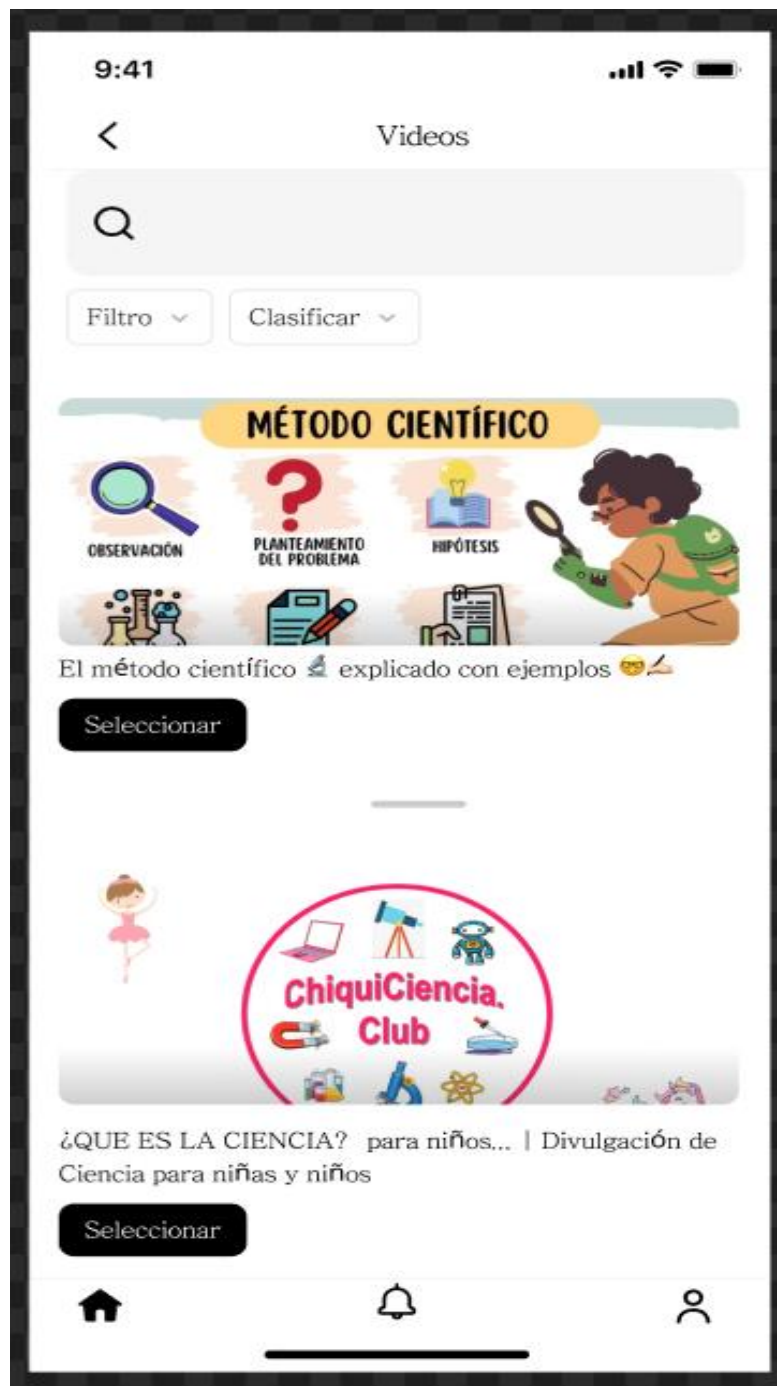 9:41
Videos
Filtro
Clasificar
MÉTODO CIENTÍFICO
OBSERVACIÓN
PLANTEAMIENTO
DEL PROBLEMA
HIPÓTESIS
El método científico 🔬 explicado con ejemplos 🤓✍🏻
Seleccionar
ChiquiCiencia.
Club
¿QUE ES LA CIENCIA? para niños... | Divulgación de
Ciencia para niñas y niños
Seleccionar